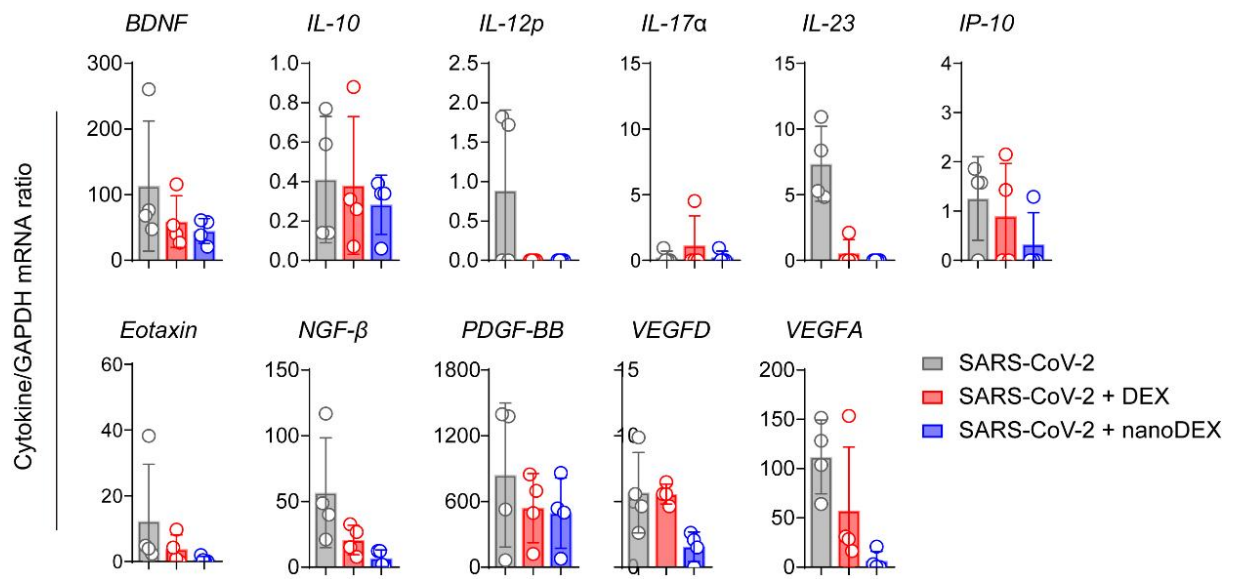 BDNF IL-10 IL-12p IL-17α IL-23 IP-10
300 1.0 2.5 15 15 4
0.8 2.0 3
200 10 10
0.6 1.5 2
0.4 1.0
100 5 5
0.2 0.5 1
0 0.0 0.0 0 0 0
Cytokine/GAPDH mRNA ratio
Eotaxin NGF-β PDGF-BB VEGFD VEGFA
60 150 1800 15 200
150
40 100 1200 10
100
20 50 600 5
50
0 0 0 0 0
SARS-CoV-2
SARS-CoV-2 + DEX
SARS-CoV-2 + nanoDEX